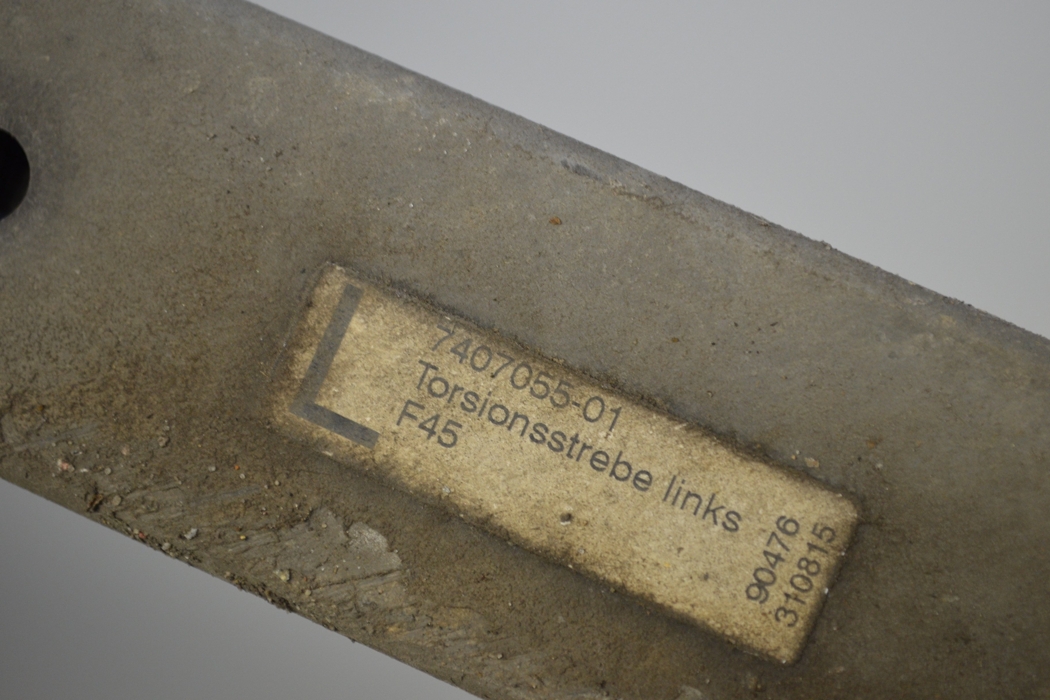 L
7407055-01
Torsionsstrebe links
F45
90476
310815